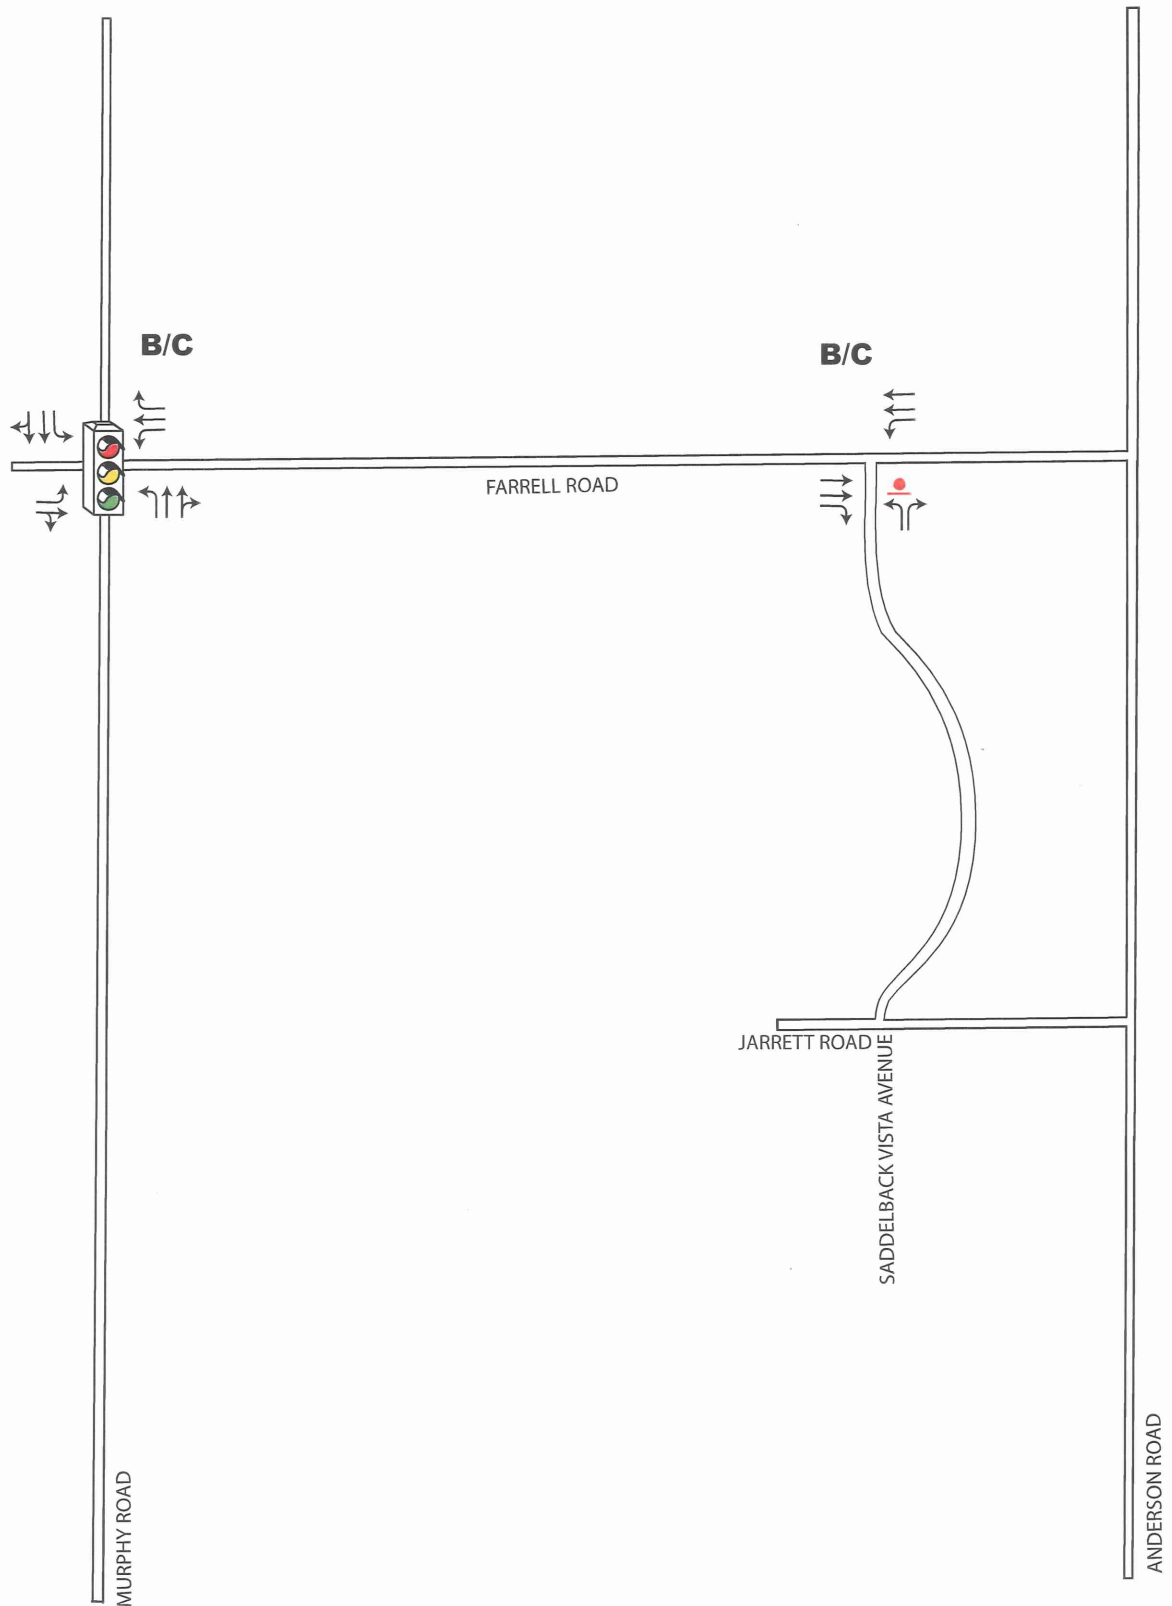 B/C
B/C
FARRELL ROAD
JARRETT ROAD
SADDELBACK VISTA AVENUE
MURPHY ROAD
ANDERSON ROAD